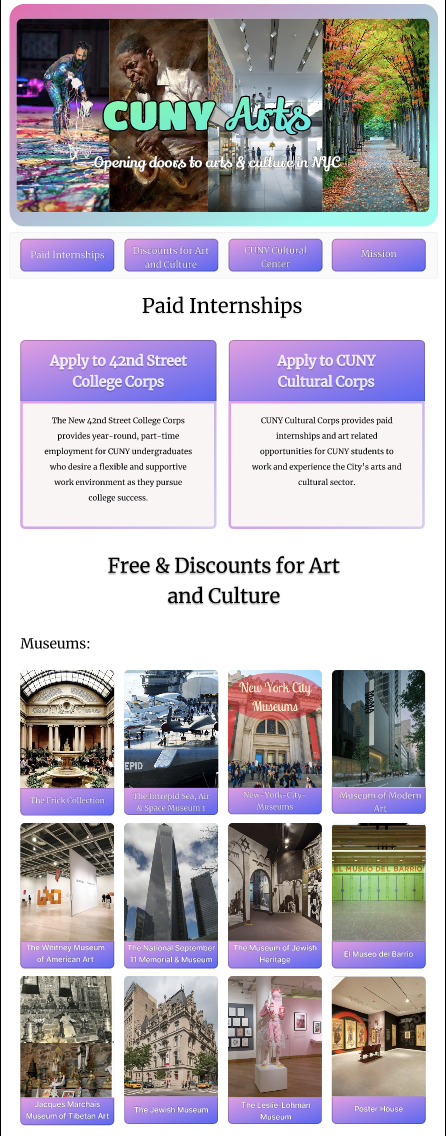 CUNY Arts
Opening doors to arts & culture in NYC
Paid Internships
Discounts for Art
and Culture
CUNY Cultural
Center
Mission
Paid Internships
Apply to 42nd Street
College Corps
The New 42nd Street College Corps
provides year-round, part-time
employment for CUNY undergraduates
who desire a flexible and supportive
work environment as they pursue
college success.
Apply to CUNY
Cultural Corps
CUNY Cultural Corps provides paid
internships and art related
opportunities for CUNY students to
work and experience the City's arts and
cultural sector.
Free & Discounts for Art
and Culture
Museums:
The Frick Collection
EPID
The Intrepid Sea, Air
& Space Museum 1
New York City
Museums
New-York-City-
Museums
Museum of Modern
Art
The Whitney Museum
of American Art
The National September
11 Memorial & Museum
The Museum of Jewish
Heritage
EL MUSEO DEL BARRIO
El Museo del Barrio
Jacques Marchais
Museum of Tibetan Art
The Jewish Museum
The Leslie-Lohman
Museum
Poster House